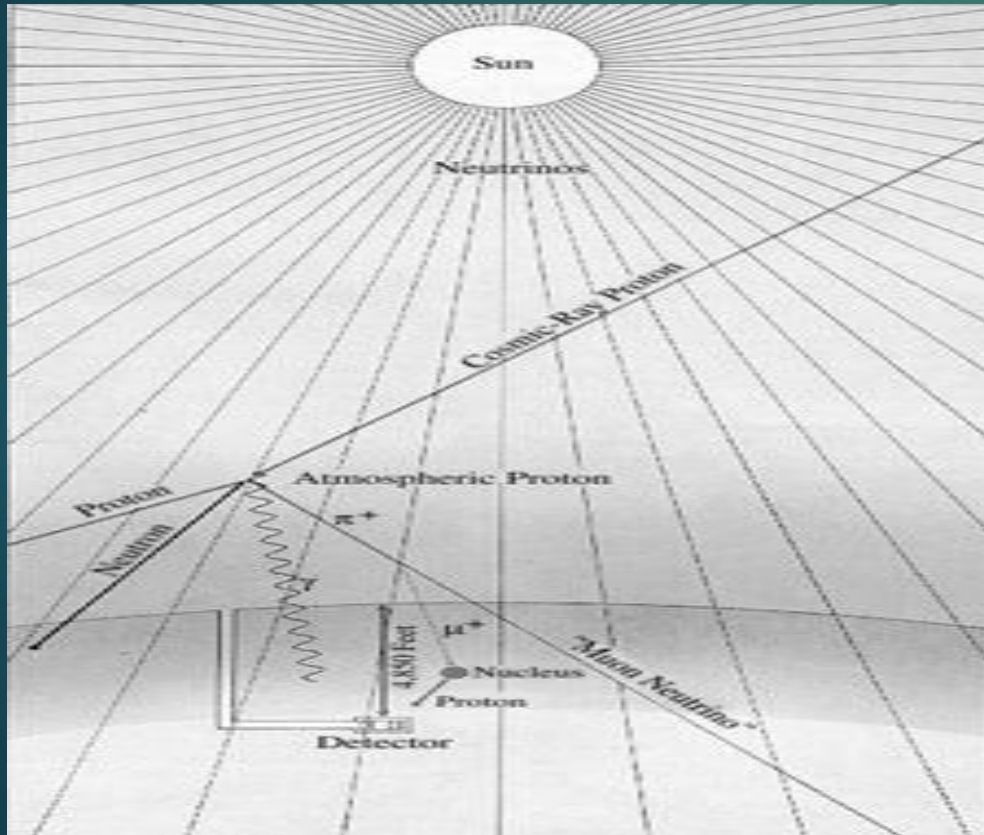 Sun
Neutrinos
Cosmic-Ray Proton
Atmospheric Proton
Proton
Neutron
π+
γ
4,850 Feet
μ+
Nucleus
Proton
"Muon Neutrino"
Detector